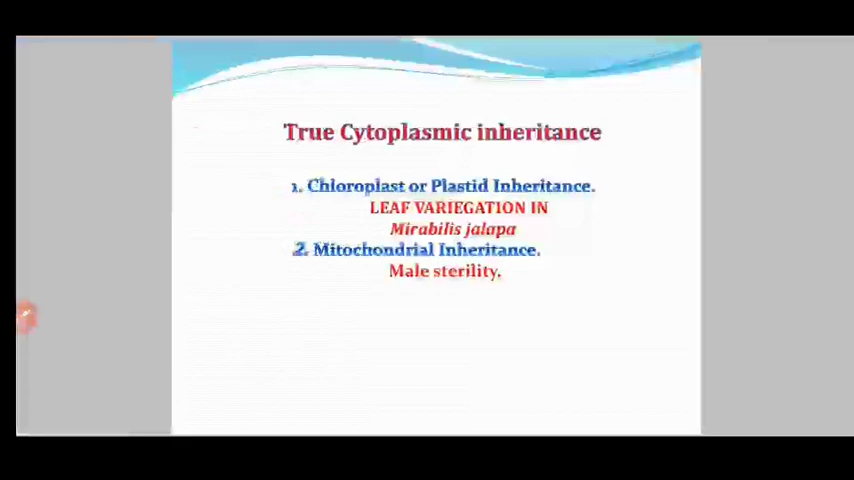 True Cytoplasmic inheritance
1. Chloroplast or Plastid Inheritance.
LEAF VARIEGATION IN
Mirabilis jalapa
2. Mitochondrial Inheritance.
Male sterility.